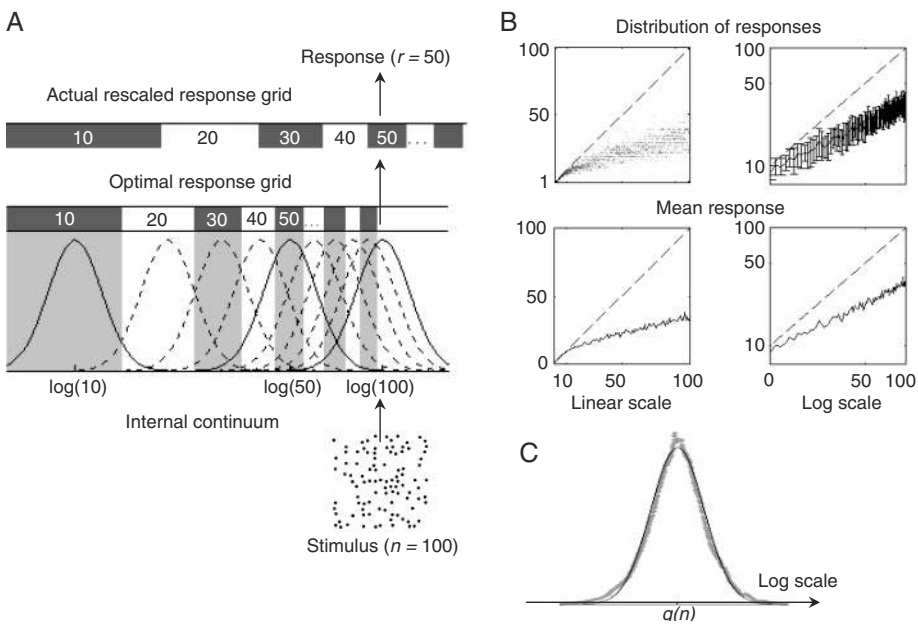 A
Response (r = 50)
Actual rescaled response grid
10 20 30 40 50 ...
Optimal response grid
10 20 30 40 50 ...
log(10) log(50) log(100)
Internal continuum
Stimulus (n = 100)
B
Distribution of responses
100
50
1
100
50
10
Mean response
100
50
0
10 50 100
Linear scale
100
50
10
0 50 100
Log scale
C
Log scale
q(n)